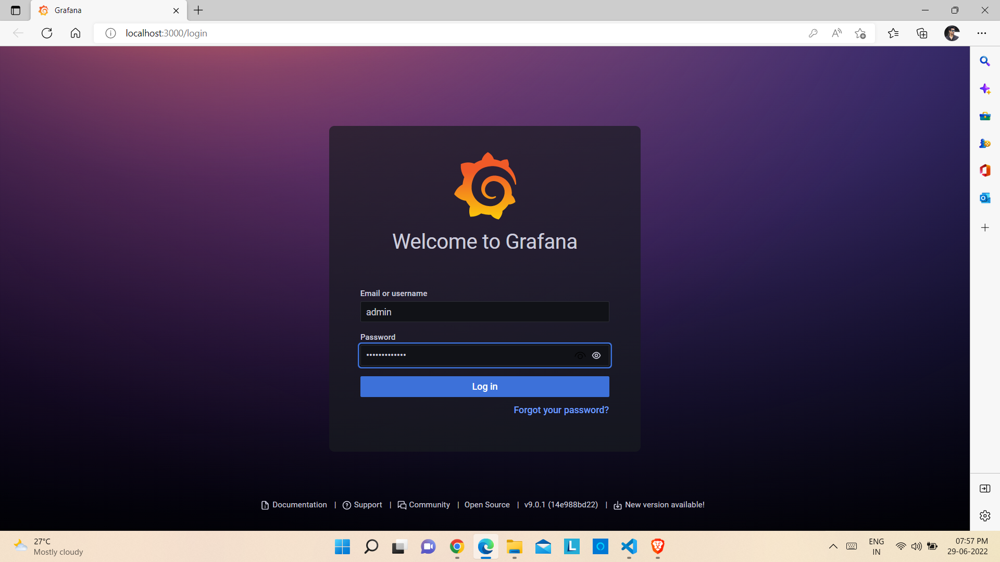 Grafana
localhost:3000/login
Welcome to Grafana
Email or username
admin
Password
•••••••••••••
Log in
Forgot your password?
Documentation | Support | Community | Open Source | v9.0.1 (14e988bd22) | New version available!
27°C
Mostly cloudy
ENG
IN
07:57 PM
29-06-2022